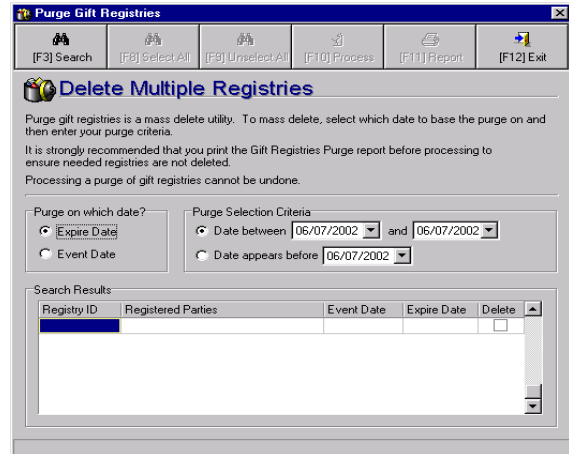 Purge Gift Registries
[F3] Search [F8] Select All [F9] Unselect All [F10] Process [F11] Report [F12] Exit
Delete Multiple Registries
Purge gift registries is a mass delete utility. To mass delete, select which date to base the purge on and
then enter your purge criteria.
It is strongly recommended that you print the Gift Registries Purge report before processing to
ensure needed registries are not deleted.
Processing a purge of gift registries cannot be undone.
Purge on which date? Purge Selection Criteria
Expire Date Date between 06/07/2002 and 06/07/2002
Event Date Date appears before 06/07/2002
Search Results
Registry ID Registered Parties Event Date Expire Date Delete